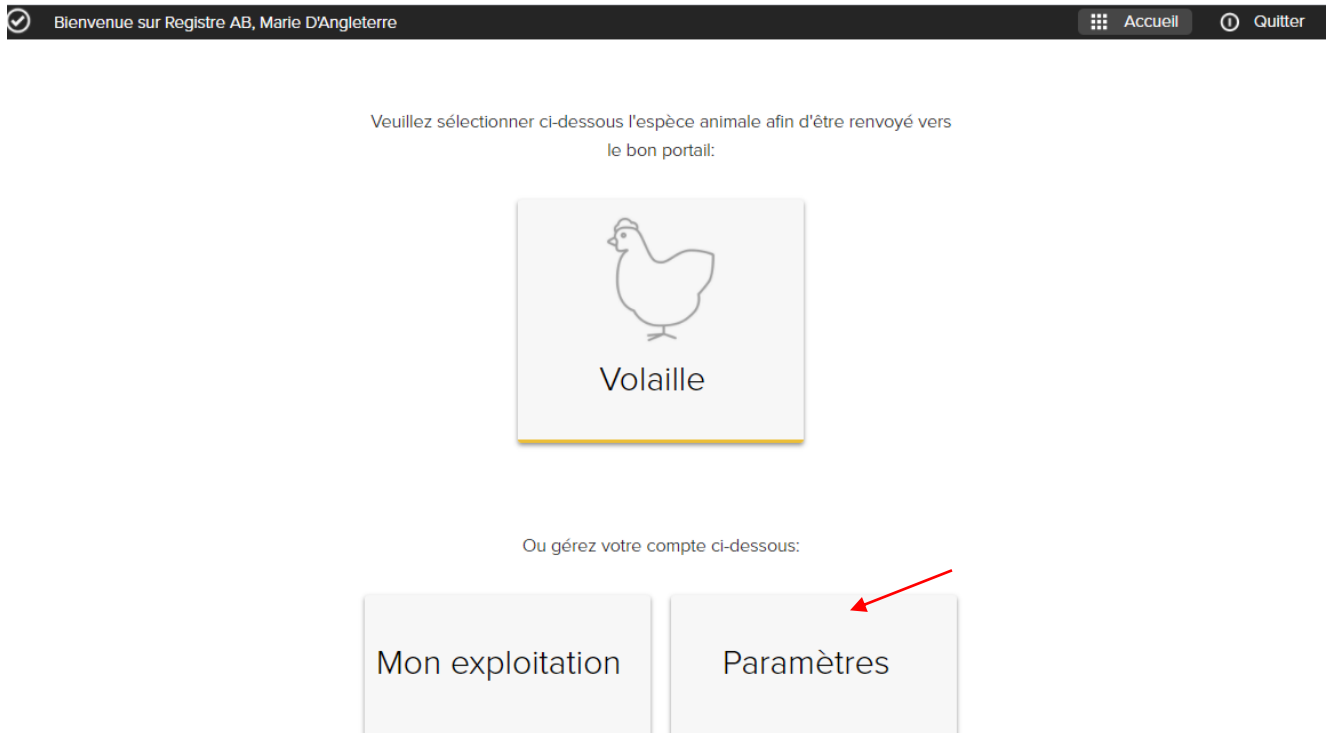 Bienvenue sur Registre AB, Marie D'Angleterre
Accueil
Quitter
Veuillez sélectionner ci-dessous l'espèce animale afin d'être renvoyé vers
le bon portail:
Volaille
Ou gérez votre compte ci-dessous:
Mon exploitation
Paramètres